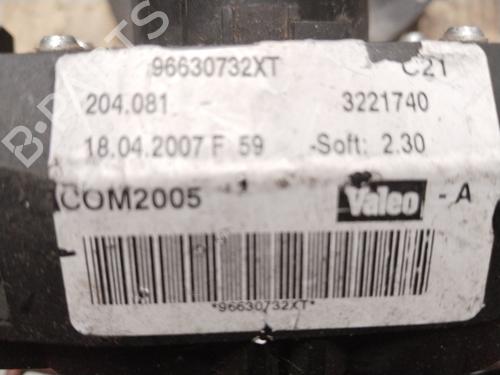 96630732XT C21
204.081 - 3221740
18.04.2007 F 59 -Soft: 2.30
COM2005 Valeo - A
*96630732XT*
B-Parts